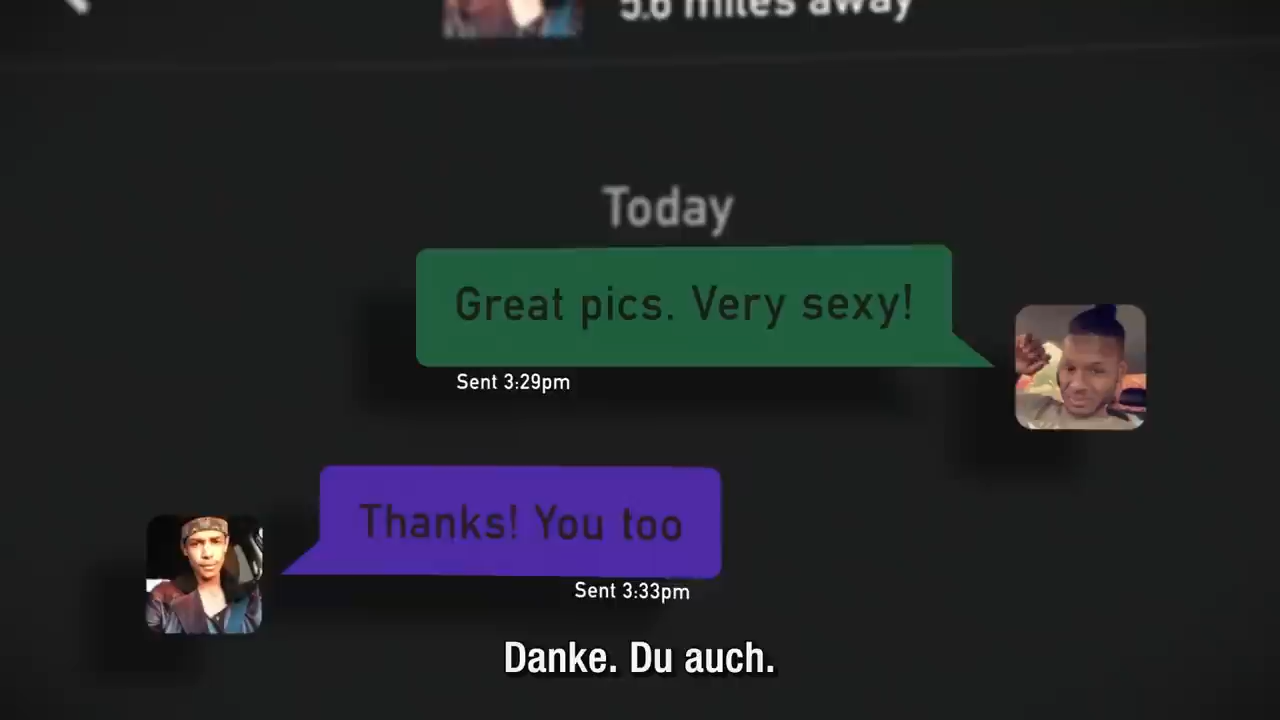 5.6 miles away
Today
Great pics. Very sexy!
Sent 3:29pm
Thanks! You too
Sent 3:33pm
Danke. Du auch.